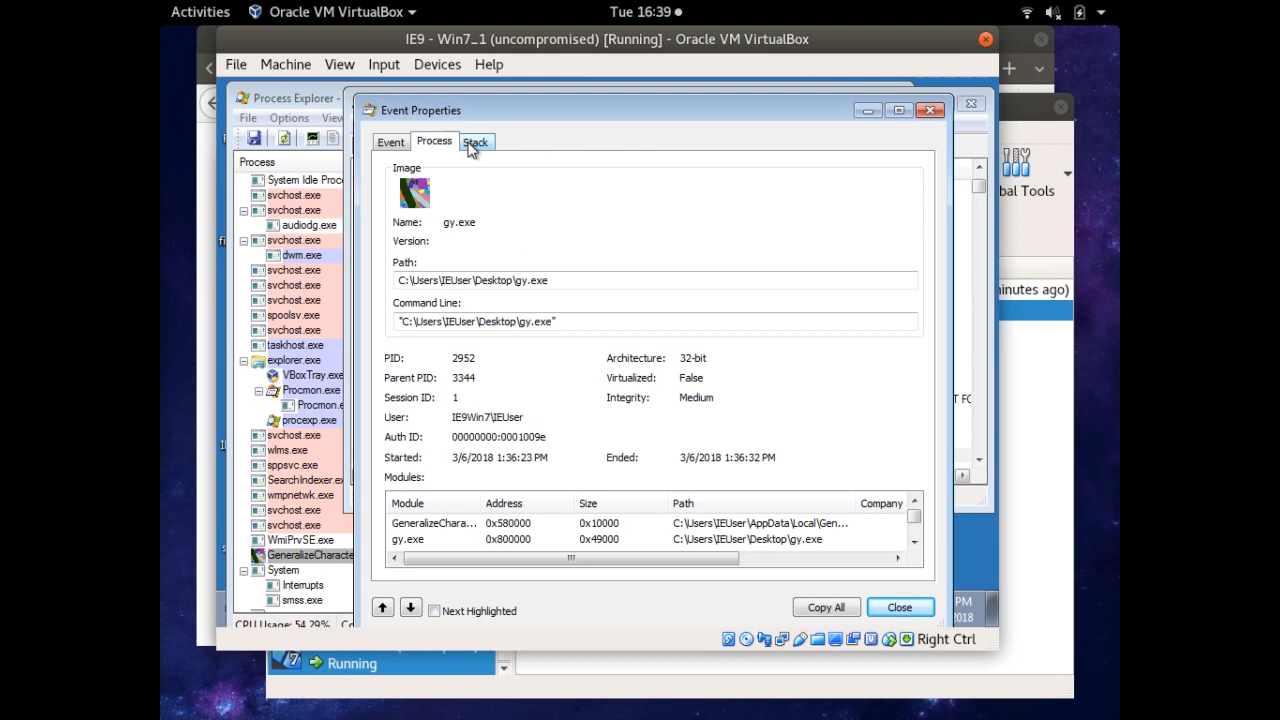 Activities Oracle VM VirtualBox Tue 16:39
IE9 - Win7_1 (uncompromised) [Running] - Oracle VM VirtualBox
File Machine View Input Devices Help
Process Explorer -
File Options View
Process
System Idle Proc
svchost.exe
svchost.exe
audiodg.exe
svchost.exe
dwm.exe
svchost.exe
svchost.exe
svchost.exe
spoolsv.exe
svchost.exe
taskhost.exe
explorer.exe
VBoxTray.exe
Procmon.exe
Procmon.e
procexp.exe
svchost.exe
wlms.exe
sppsvc.exe
SearchIndexer.e
wmpnetwk.exe
svchost.exe
svchost.exe
WmiPrvSE.exe
GeneralizeCharacte
System
Interrupts
smss.exe
CPU Usage: 54.29%
Event Properties
Event Process Stack
Image
Name: gy.exe
Version:
Path:
C:\Users\IEUser\Desktop\gy.exe
Command Line:
"C:\Users\IEUser\Desktop\gy.exe"
PID: 2952 Architecture: 32-bit
Parent PID: 3344 Virtualized: False
Session ID: 1 Integrity: Medium
User: IE9Win7\IEUser
Auth ID: 00000000:0001009e
Started: 3/6/2018 1:36:23 PM Ended: 3/6/2018 1:36:32 PM
Modules:
Module Address Size Path Company
GeneralizeChara... 0x580000 0x10000 C:\Users\IEUser\AppData\Local\Gen...
gy.exe 0x800000 0x49000 C:\Users\IEUser\Desktop\gy.exe
Next Highlighted Copy All Close
PM
2018
Right Ctrl
bal Tools
inutes ago)
Running